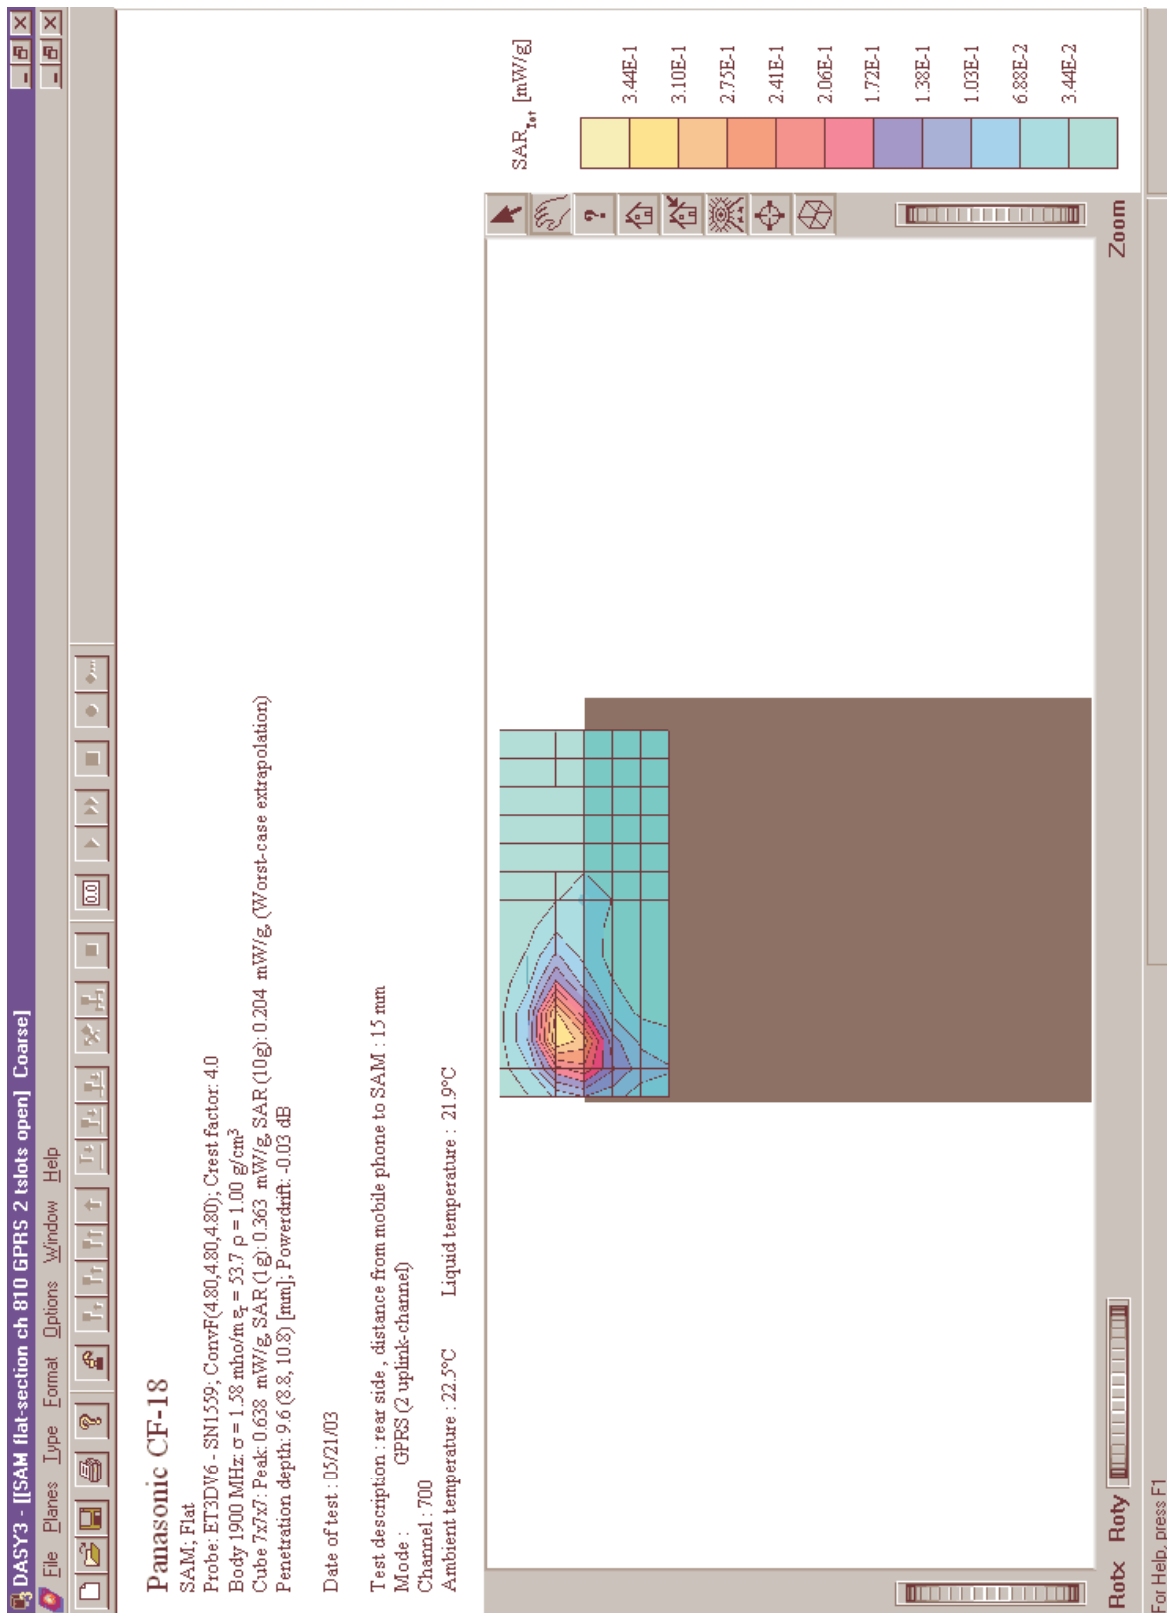 DASY3 - [[SAM flat-section ch 810 GPRS 2 tslots open] Coarse]
File Planes Type Format Options Window Help
0.0
Panasonic CF-18
SAM; Flat
Probe: ET3DV6 - SN1559; ConvF(4.80,4.80,4.80); Crest factor: 4.0
Body 1900 MHz: σ = 1.58 mho/m εr = 53.7 ρ = 1.00 g/cm³
Cube 7x7x7: Peak: 0.638 mW/g, SAR (1g): 0.363 mW/g, SAR (10g): 0.204 mW/g, (Worst-case extrapolation)
Penetration depth: 9.6 (8.8, 10.8) [mm]; Powerdrift: -0.03 dB
Date of test : 05/21/03
Test description : rear side , distance from mobile phone to SAM : 15 mm
Mode : GPRS (2 uplink-channel)
Channel : 700
Ambient temperature : 22.5°C Liquid temperature : 21.9°C
SARTot [mW/g]
3.44E-1
3.10E-1
2.75E-1
2.41E-1
2.06E-1
1.72E-1
1.38E-1
1.03E-1
6.88E-2
3.44E-2
Rotx Roty Zoom
For Help, press F1